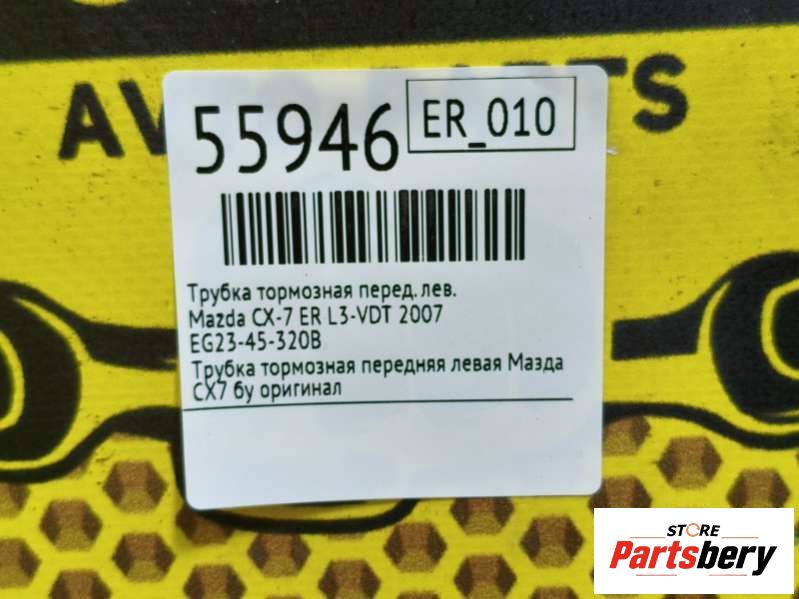 55946
ER_010
Трубка тормозная перед. лев.
Mazda CX-7 ER L3-VDT 2007
EG23-45-320B
Трубка тормозная передняя левая Мазда
СХ7 бу оригинал
STORE
Partsbery